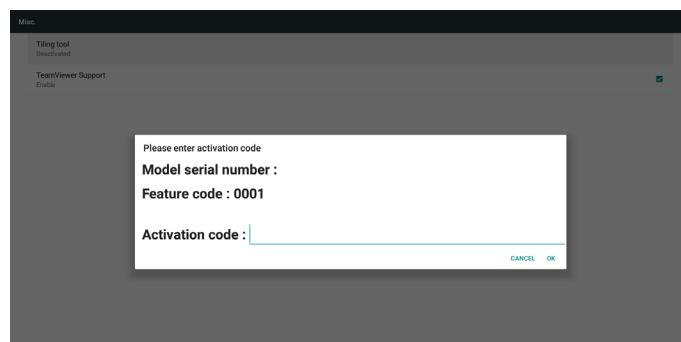 Misc.
Tiling tool
Deactivated
TeamViewer Support
Enable
Please enter activation code
Model serial number :
Feature code : 0001
Activation code :
CANCEL OK